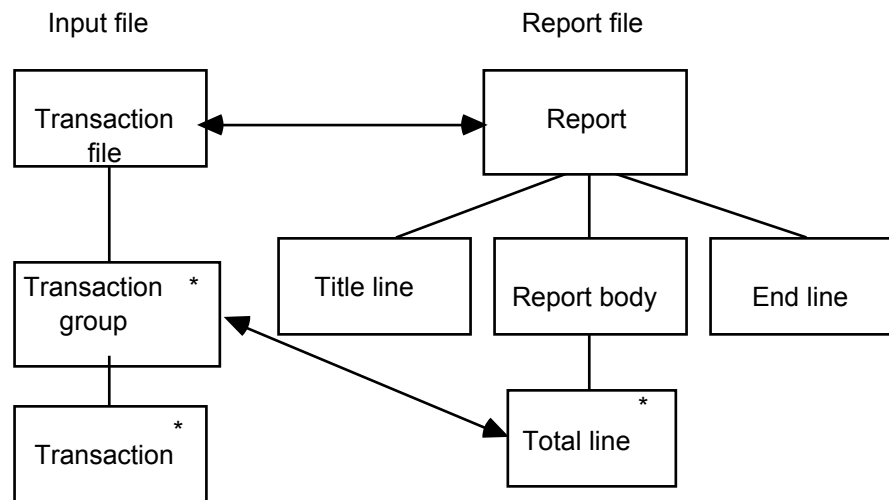 Input file
Report file
Transaction
file
Report
Transaction *
group
Title line
Report body
End line
*
Transaction
*
Total line